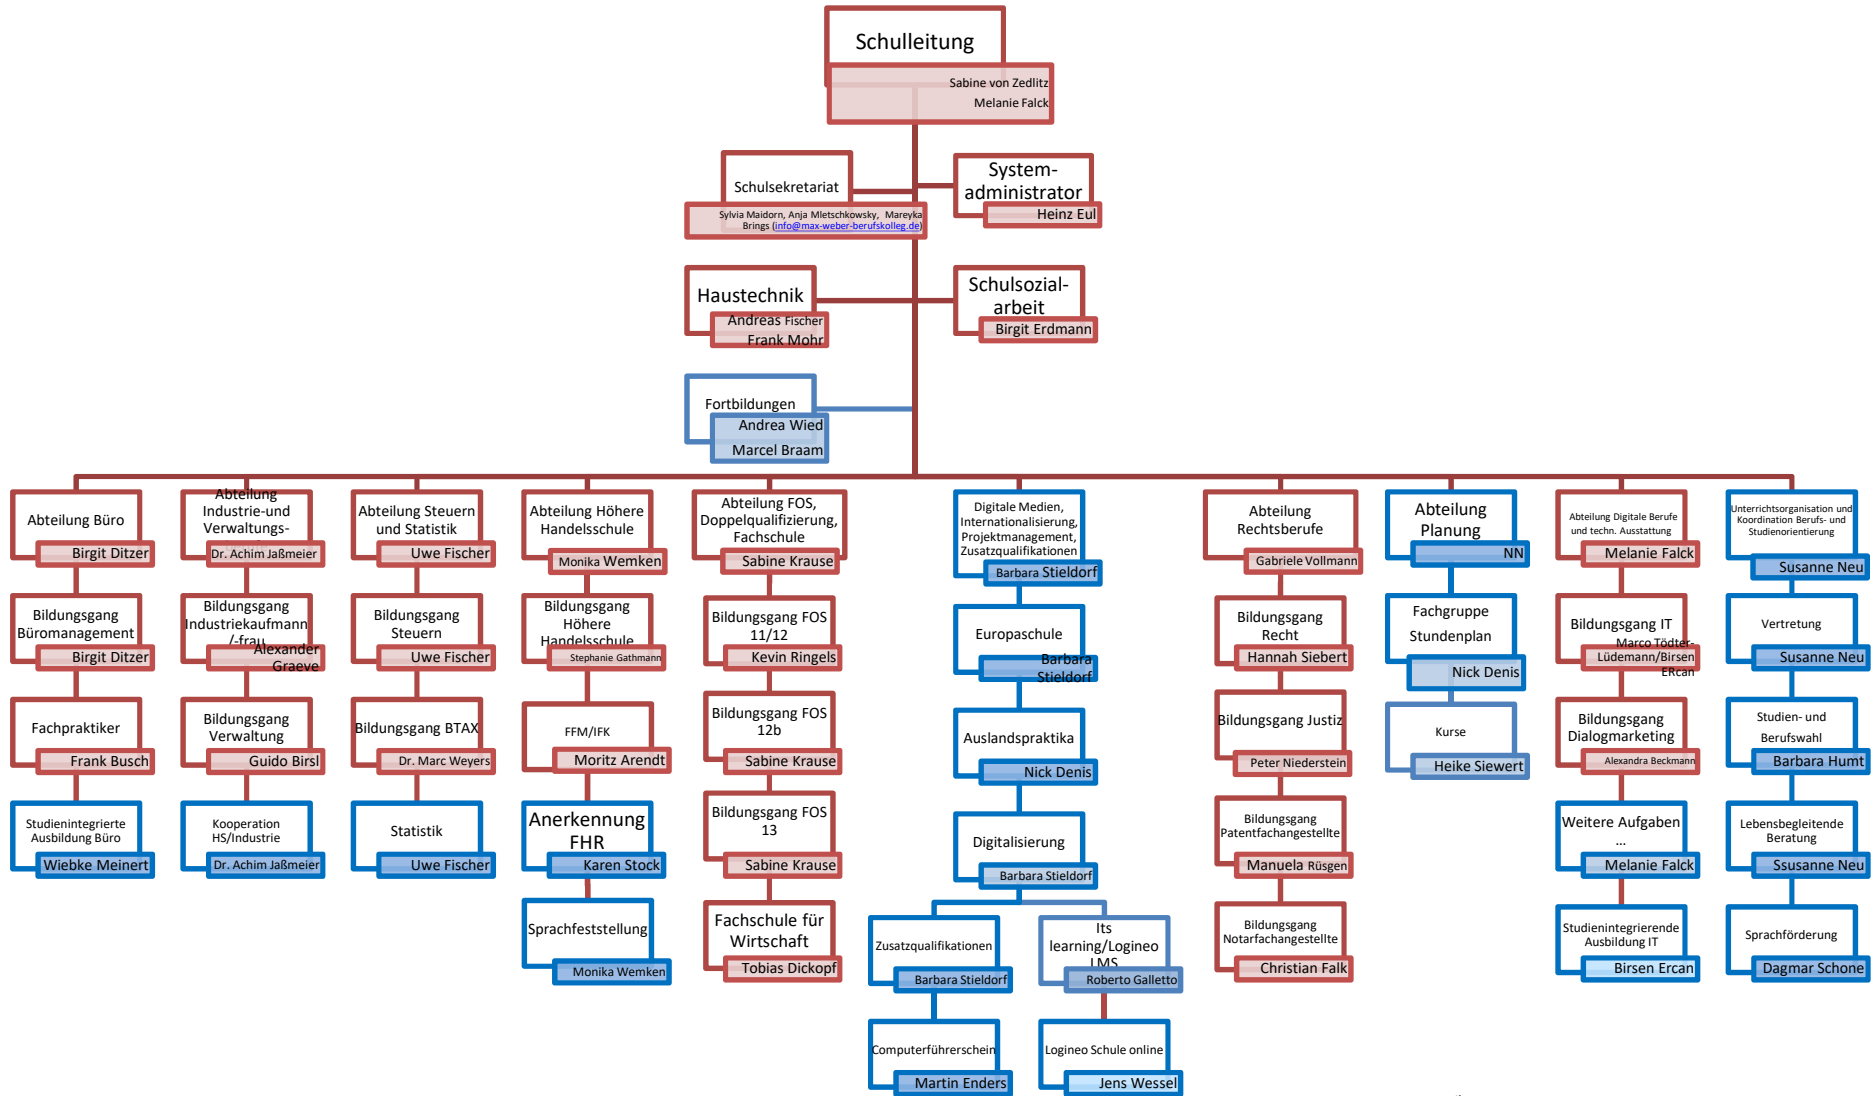 Schulleitung
Sabine von Zedlitz
Melanie Falck
Schulsekretariat
Sylvia Maidorn, Anja Mletschkowsky, Mareyka
Brings (info@max-weber-berufskolleg.de)
System-
administrator
Heinz Eul
Haustechnik
Andreas Fischer
Frank Mohr
Schulsozial-
arbeit
Birgit Erdmann
Fortbildungen
Andrea Wied
Marcel Braam
Abteilung Büro
Birgit Ditzer
Bildungsgang
Büromanagement
Birgit Ditzer
Fachpraktiker
Frank Busch
Studienintegrierte
Ausbildung Büro
Wiebke Meinert
Abteilung
Industrie-und
Verwaltungs-
Dr. Achim Jaßmeier
Bildungsgang
Industriekaufmann
/-frau
Alexander
Graeve
Bildungsgang
Verwaltung
Guido Birsl
Kooperation
HS/Industrie
Dr. Achim Jaßmeier
Abteilung Steuern
und Statistik
Uwe Fischer
Bildungsgang
Steuern
Uwe Fischer
Bildungsgang BTAX
Dr. Marc Weyers
Statistik
Uwe Fischer
Abteilung Höhere
Handelsschule
Monika Wemken
Bildungsgang
Höhere
Handelsschule
Stephanie Gathmann
FFM/IFK
Moritz Arendt
Anerkennung
FHR
Karen Stock
Sprachfeststellung
Monika Wemken
Abteilung FOS,
Doppelqualifizierung,
Fachschule
Sabine Krause
Bildungsgang FOS
11/12
Kevin Ringels
Bildungsgang FOS
12b
Sabine Krause
Bildungsgang FOS
13
Sabine Krause
Fachschule für
Wirtschaft
Tobias Dickopf
Digitale Medien,
Internationalisierung,
Projektmanagement,
Zusatzqualifikationen
Barbara Stieldorf
Europaschule
Barbara
Stieldorf
Auslandspraktika
Nick Denis
Digitalisierung
Barbara Stieldorf
Zusatzqualifikationen
Barbara Stieldorf
Computerführerschein
Martin Enders
Its
learning/Logineo
LMS
Roberto Galletto
Logineo Schule online
Jens Wessel
Abteilung
Rechtsberufe
Gabriele Vollmann
Bildungsgang
Recht
Hannah Siebert
Bildungsgang Justiz
Peter Niederstein
Bildungsgang
Patentfachangestellte
Manuela Rüsgen
Bildungsgang
Notarfachangestellte
Christian Falk
Abteilung
Planung
NN
Fachgruppe
Stundenplan
Nick Denis
Kurse
Heike Siewert
Abteilung Digitale Berufe
und techn. Ausstattung
Melanie Falck
Bildungsgang IT
Marco Tödter-
Lüdemann/Birsen
ERcan
Bildungsgang
Dialogmarketing
Alexandra Beckmann
Weitere Aufgaben
...
Melanie Falck
Studienintegrierende
Ausbildung IT
Birsen Ercan
Unterrichtsorganisation und
Koordination Berufs- und
Studienorientierung
Susanne Neu
Vertretung
Susanne Neu
Studien- und
Berufswahl
Barbara Humt
Lebensbegleitende
Beratung
Ssusanne Neu
Sprachförderung
Dagmar Schone